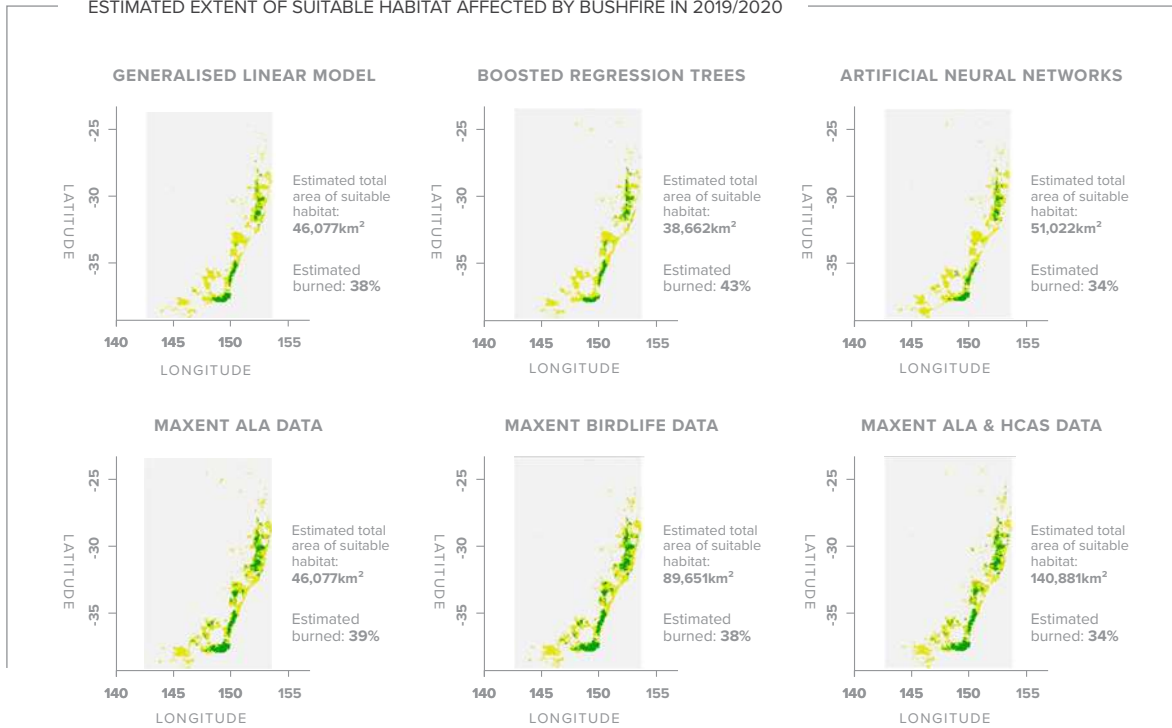 ESTIMATED EXTENT OF SUITABLE HABITAT AFFECTED BY BUSHFIRE IN 2019/2020
GENERALISED LINEAR MODEL
LATITUDE
-25
-30
-35
Estimated total
area of suitable
habitat:
46,077km²
Estimated
burned: 38%
140 145 150 155
LONGITUDE
BOOSTED REGRESSION TREES
LATITUDE
-25
-30
-35
Estimated total
area of suitable
habitat:
38,662km²
Estimated
burned: 43%
140 145 150 155
LONGITUDE
ARTIFICIAL NEURAL NETWORKS
LATITUDE
-25
-30
-35
Estimated total
area of suitable
habitat:
51,022km²
Estimated
burned: 34%
140 145 150 155
LONGITUDE
MAXENT ALA DATA
LATITUDE
-25
-30
-35
Estimated total
area of suitable
habitat:
46,077km²
Estimated
burned: 39%
140 145 150 155
LONGITUDE
MAXENT BIRDLIFE DATA
LATITUDE
-25
-30
-35
Estimated total
area of suitable
habitat:
89,651km²
Estimated
burned: 38%
140 145 150 155
LONGITUDE
MAXENT ALA & HCAS DATA
LATITUDE
-25
-30
-35
Estimated total
area of suitable
habitat:
140,881km²
Estimated
burned: 34%
140 145 150 155
LONGITUDE